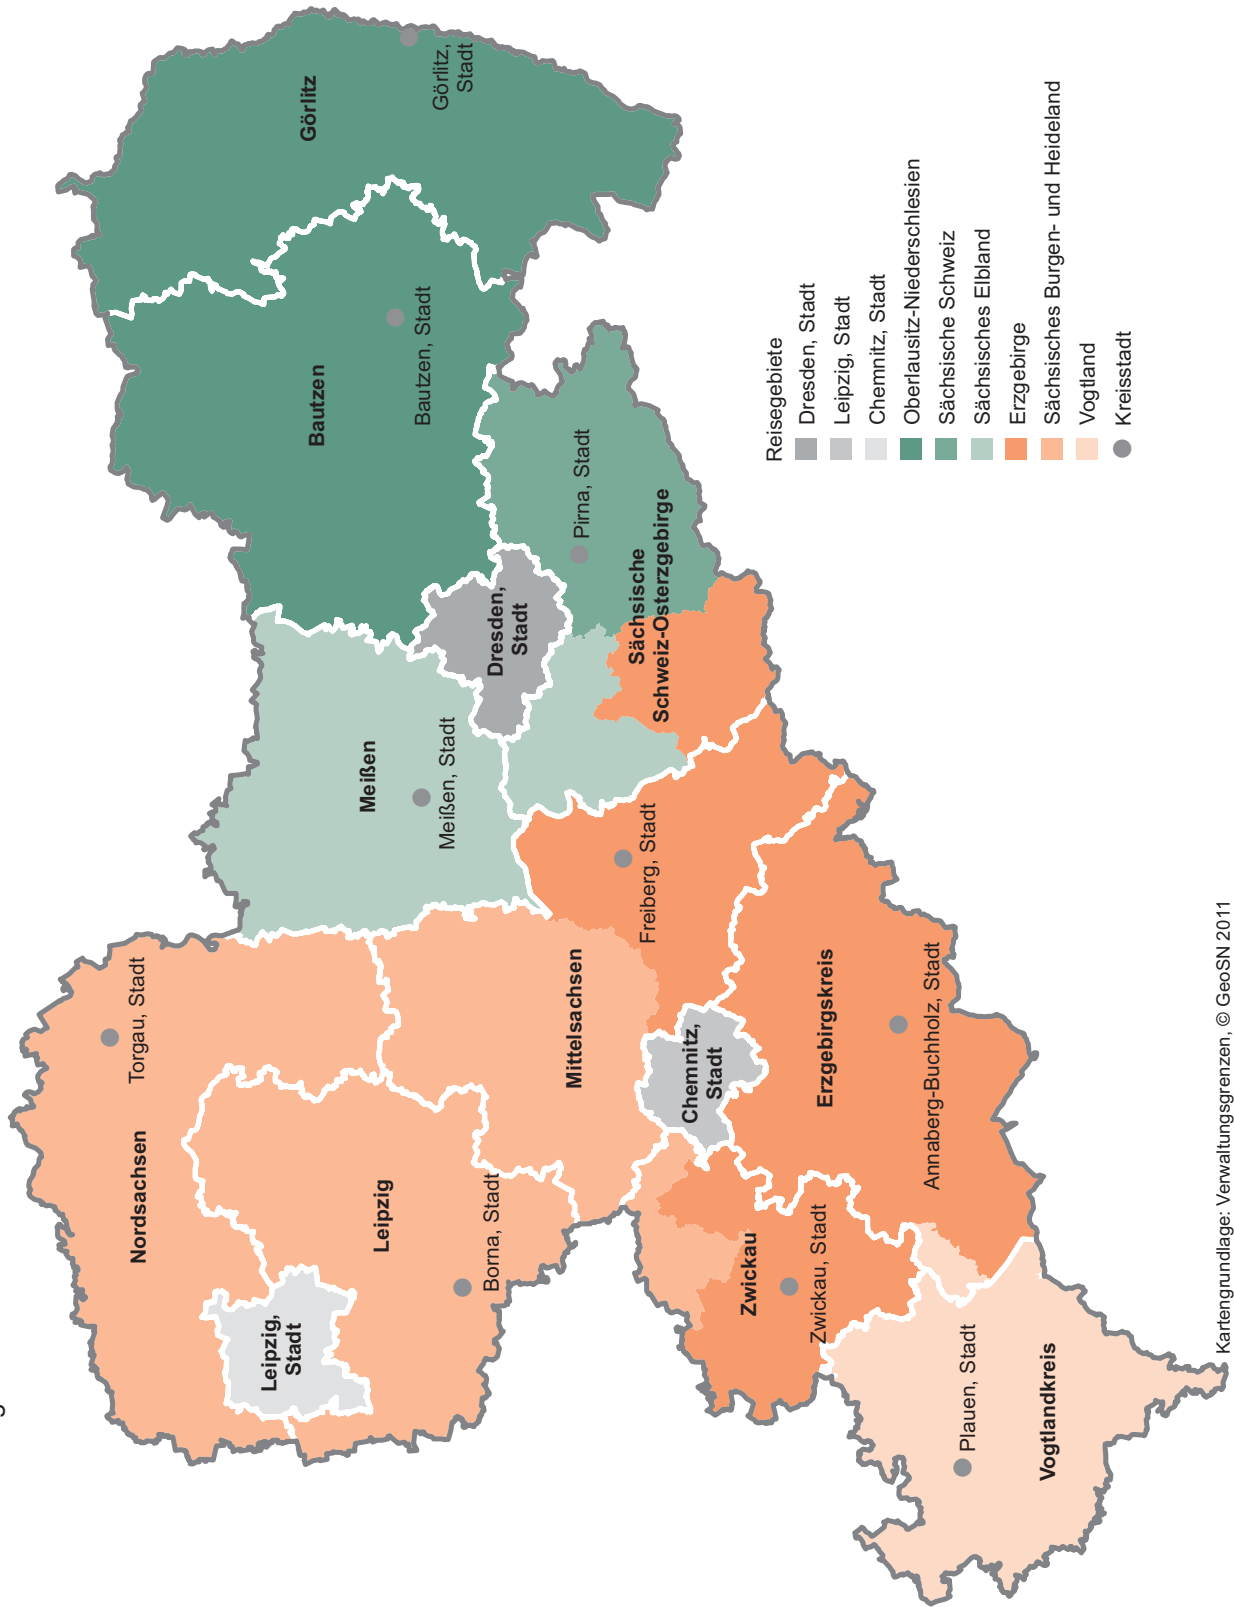 Nordsachsen
Torgau, Stadt
Leipzig,
Stadt
Leipzig
Borna, Stadt
Meißen
Meißen, Stadt
Bautzen
Bautzen, Stadt
Görlitz
Görlitz,
Stadt
Dresden,
Stadt
Pirna, Stadt
Sächsische
Schweiz-Osterzgebirge
Mittelsachsen
Freiberg, Stadt
Chemnitz,
Stadt
Erzgebirgskreis
Annaberg-Buchholz, Stadt
Zwickau
Zwickau, Stadt
Plauen, Stadt
Vogtlandkreis
Reisegebiete
Dresden, Stadt
Leipzig, Stadt
Chemnitz, Stadt
Oberlausitz-Niederschlesien
Sächsische Schweiz
Sächsisches Elbland
Erzgebirge
Sächsisches Burgen- und Heideland
Vogtland
Kreisstadt
Kartengrundlage: Verwaltungsgrenzen, © GeoSN 2011